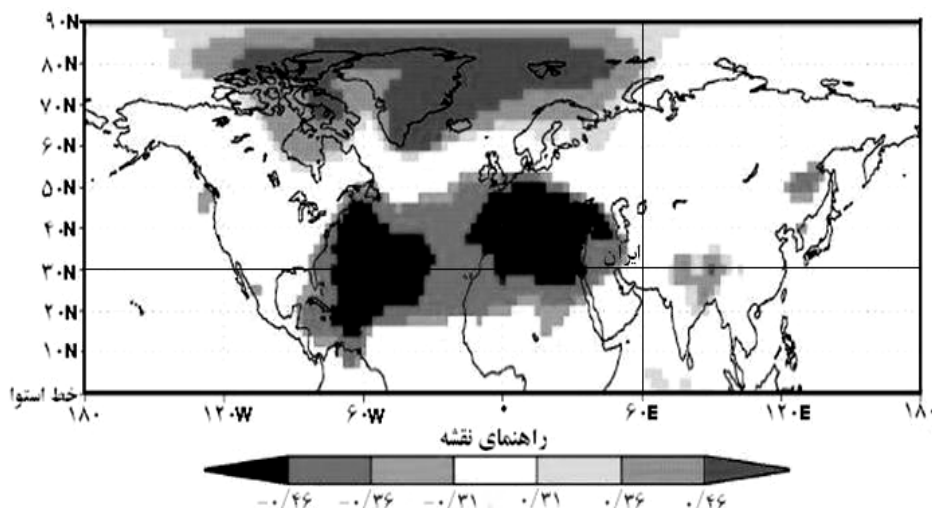 ۹۰N
۸۰N
۷۰N
۶۰N
۵۰N
۴۰N
ایران
۳۰N
۲۰N
۱۰N
خط استوا
۱۸۰ ۱۲۰W ۶۰W ۰ ۶۰E ۱۲۰E ۱۸۰
راهنمای نقشه
-۰/۴۶ -۰/۳۶ -۰/۳۱ ۰/۳۱ ۰/۳۶ ۰/۴۶